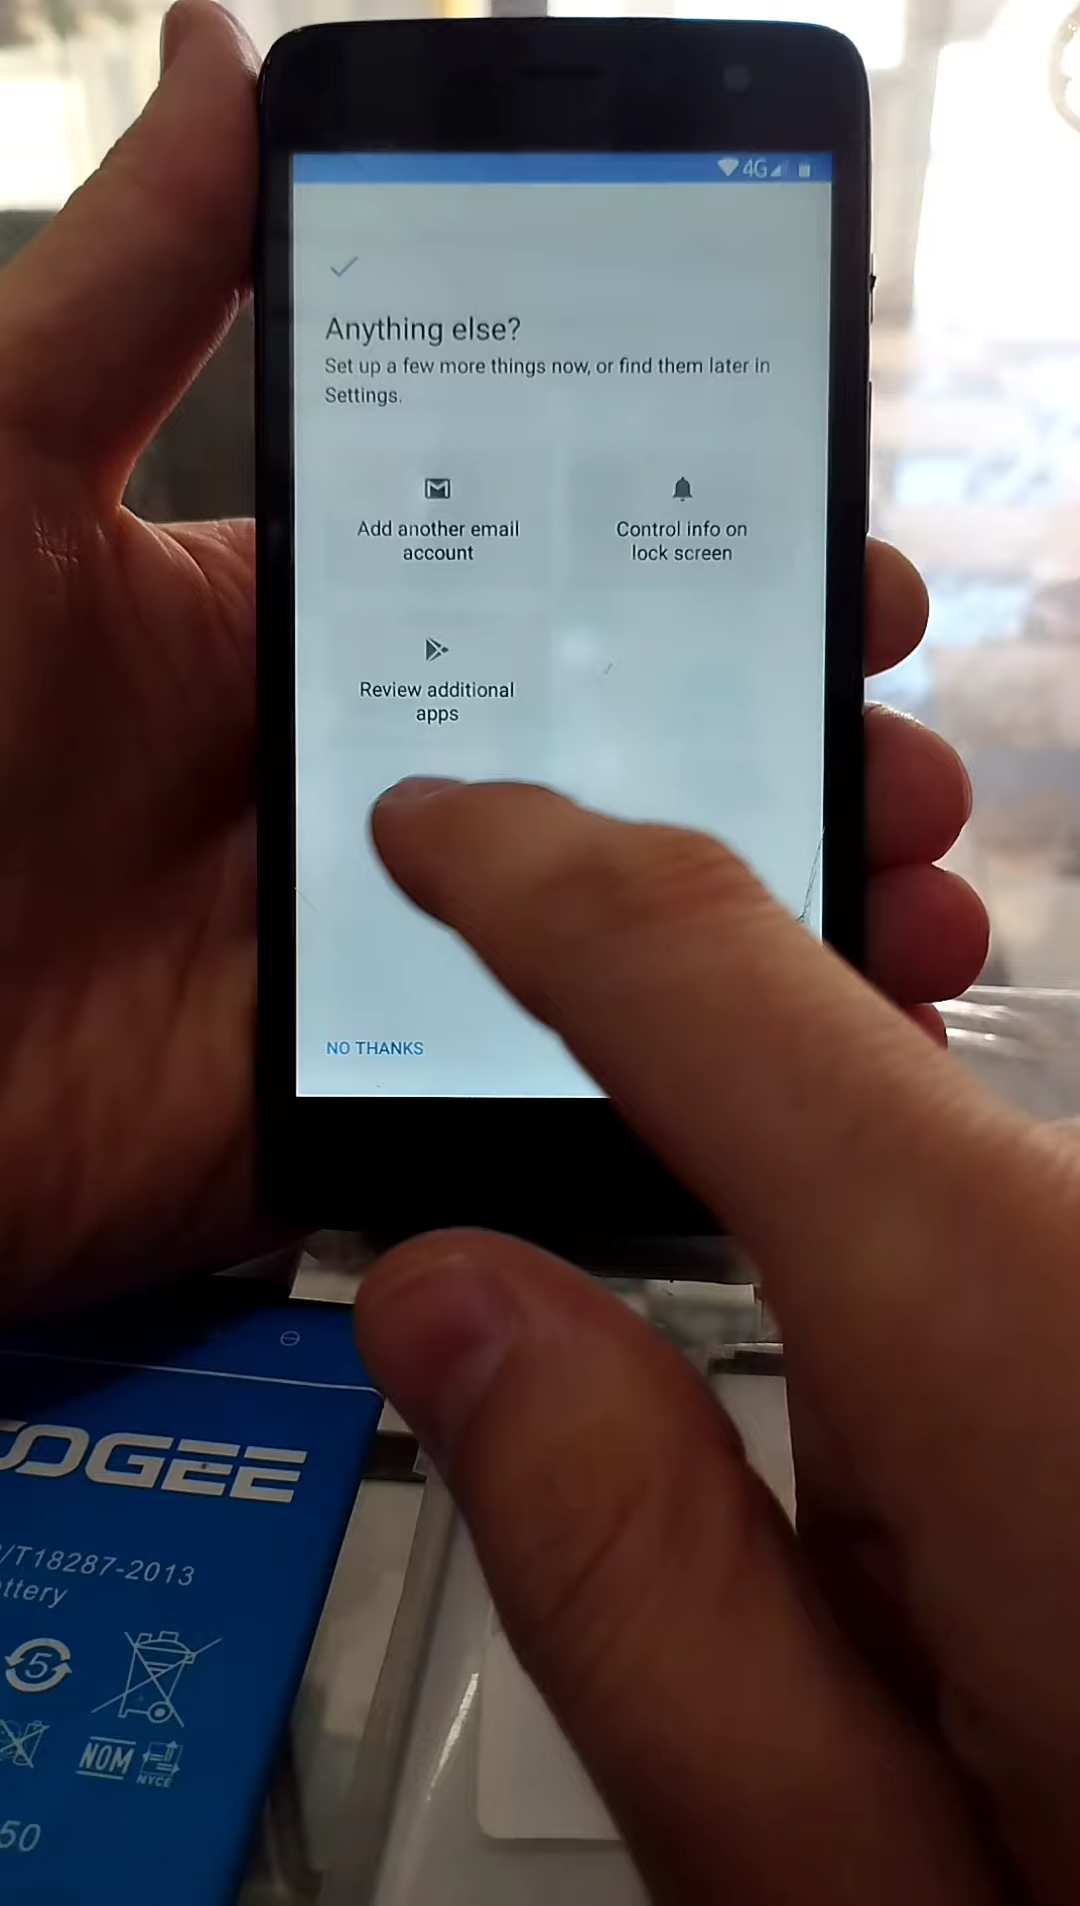 4G
Anything else?
Set up a few more things now, or find them later in
Settings.
Add another email
account
Control info on
lock screen
Review additional
apps
NO THANKS
OOGEE
/T18287-2013
ttery
5
NOM
NYCE
50